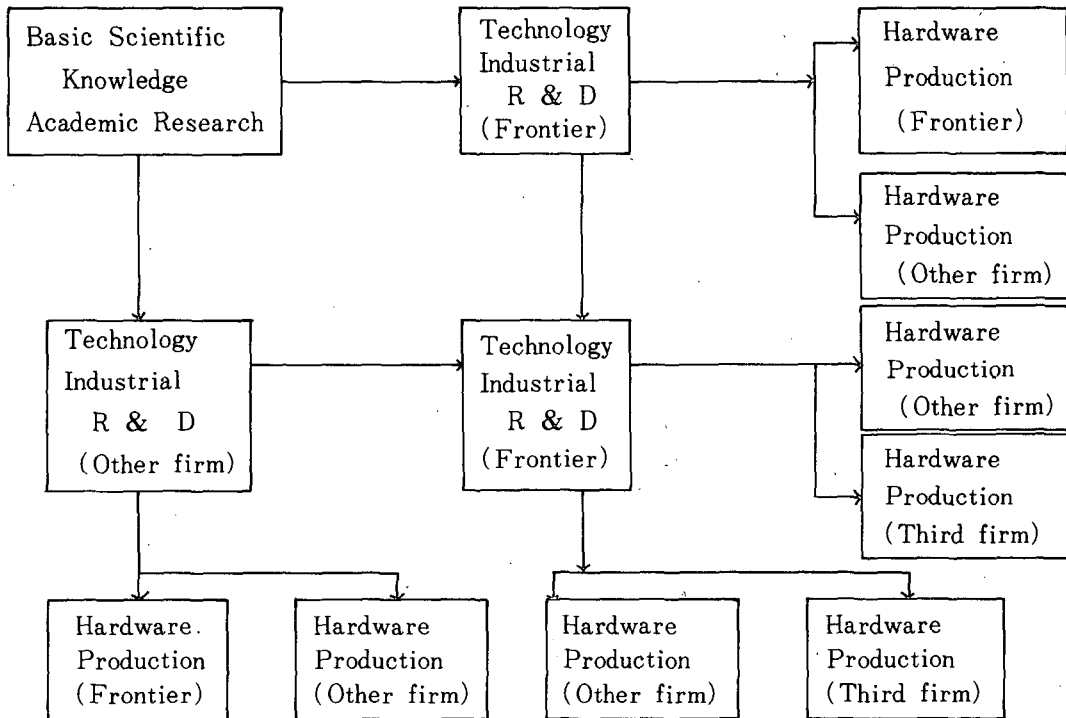 Basic Scientific
Knowledge
Academic Research
Technology
Industrial
R & D
(Frontier)
Hardware
Production
(Frontier)
Hardware
Production
(Other firm)
Technology
Industrial
R & D
(Other firm)
Technology
Industrial
R & D
(Frontier)
Hardware
Production
(Other firm)
Hardware
Production
(Third firm)
Hardware.
Production
(Frontier)
Hardware
Production
(Other firm)
Hardware
Production
(Other firm)
Hardware
Production
(Third firm)